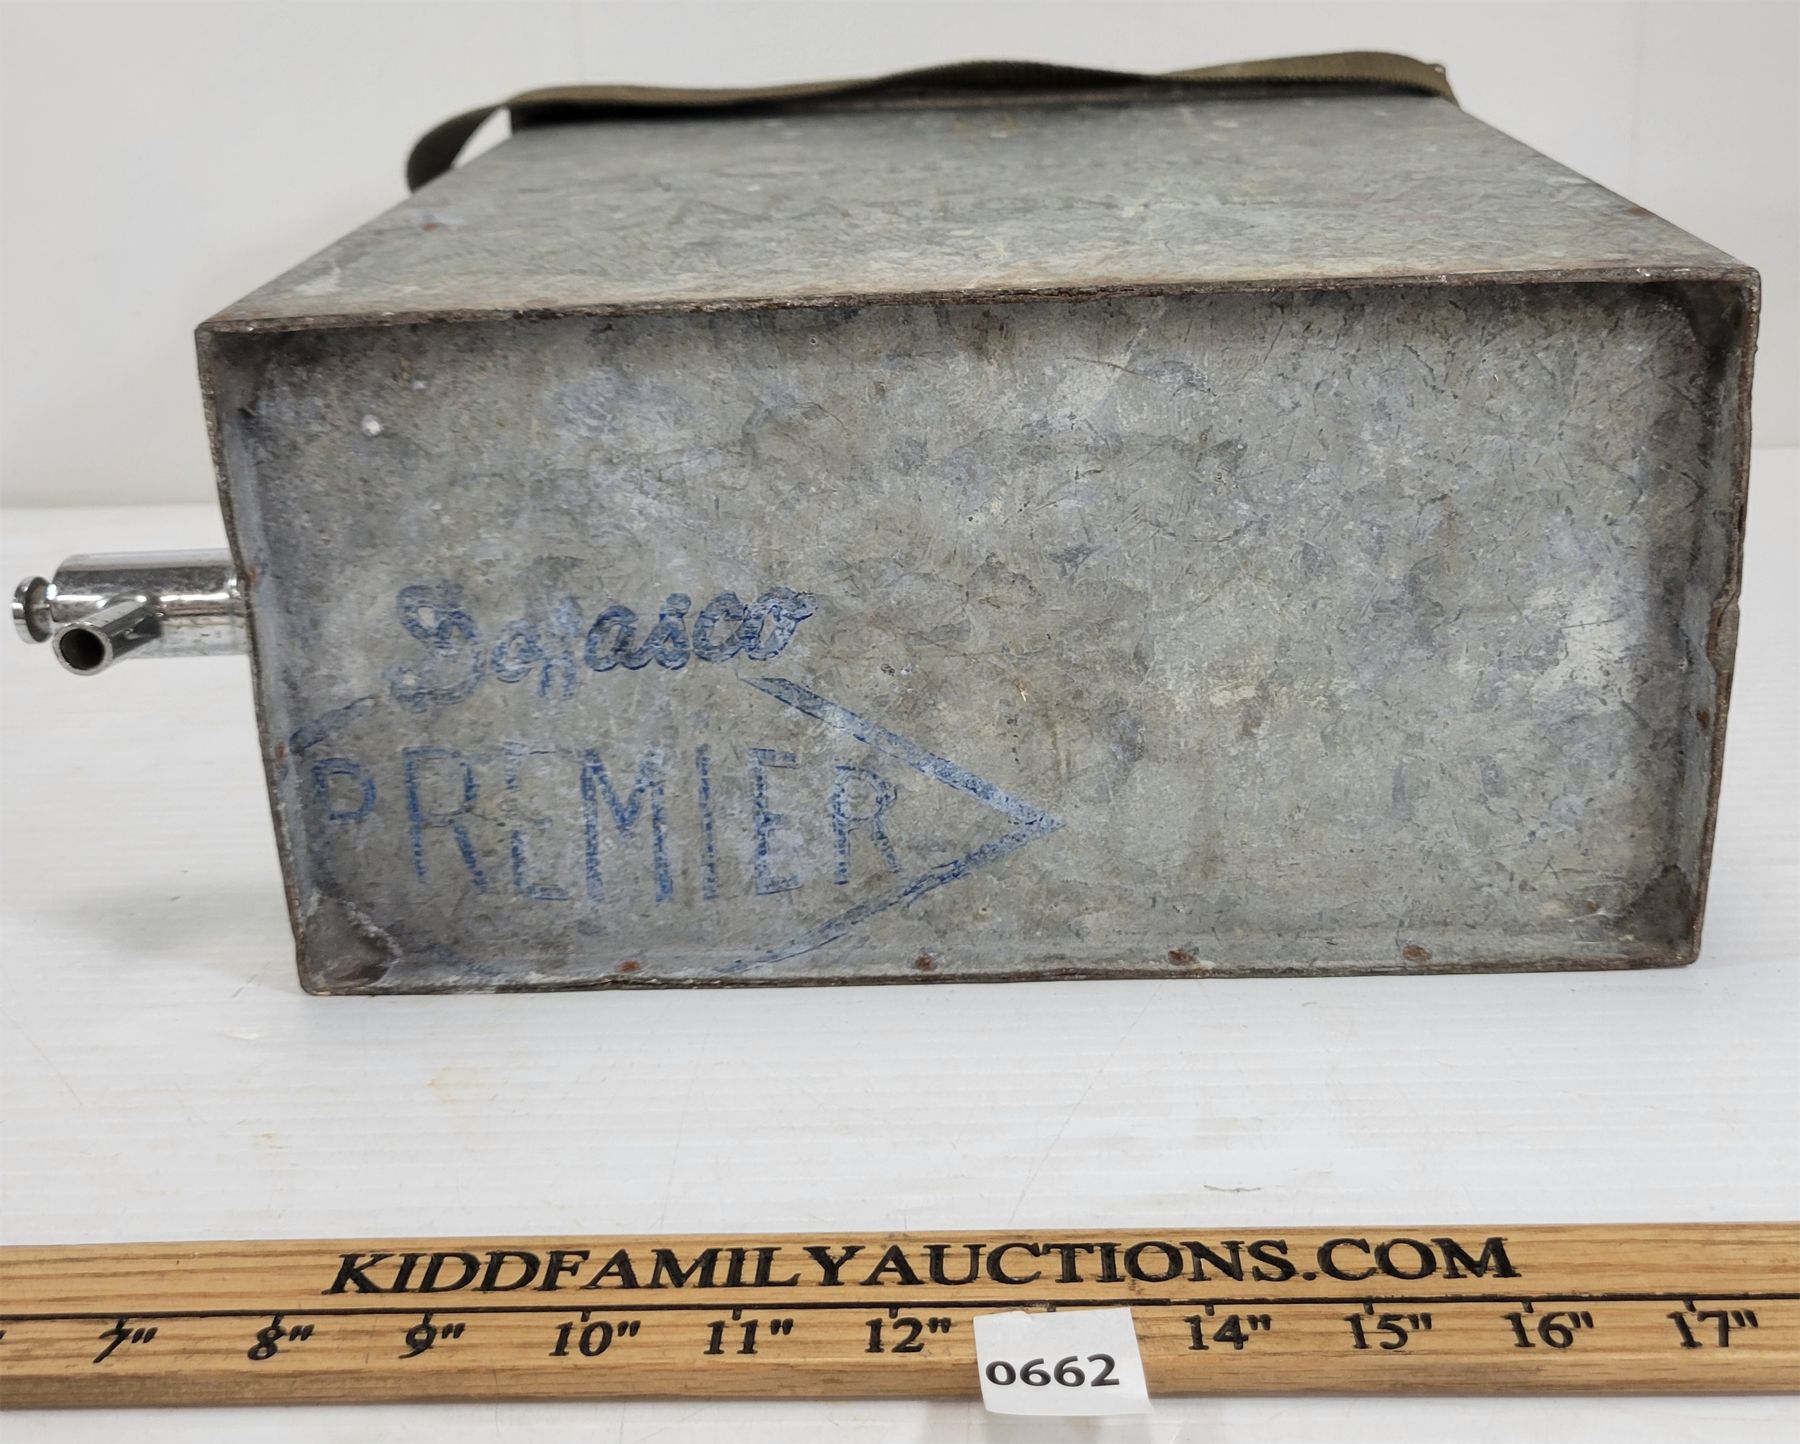 Dofasco
PREMIER
KIDDFAMILYAUCTIONS.COM
7" 8" 9" 10" 11" 12" 14" 15" 16" 17"
0662